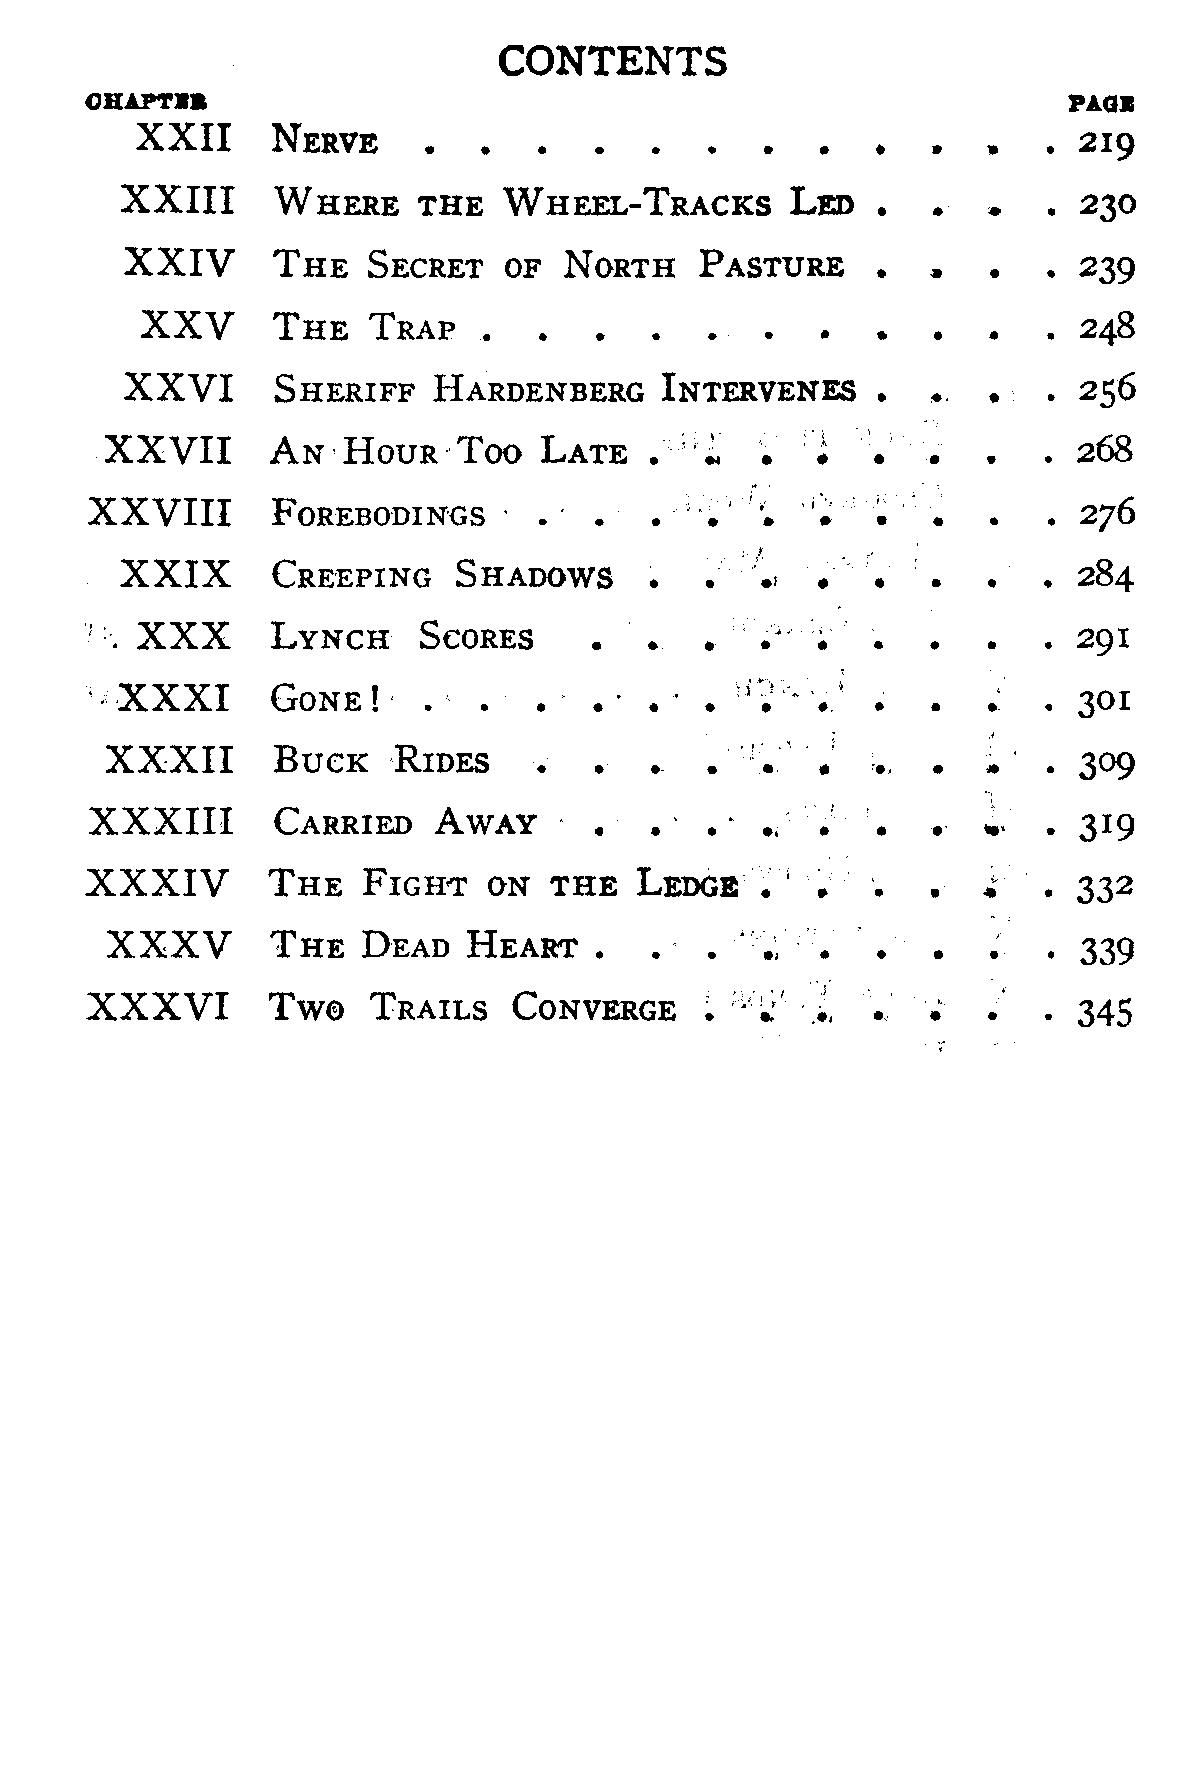 CONTENTS
CHAPTER PAGE
XXII NERVE . . . . . . . . . . . . 219
XXIII WHERE THE WHEEL-TRACKS LED . . . . 230
XXIV THE SECRET OF NORTH PASTURE . . . . 239
XXV THE TRAP . . . . . . . . . . . 248
XXVI SHERIFF HARDENBERG INTERVENES . . . . 256
XXVII AN HOUR TOO LATE . . . . . . . . 268
XXVIII FOREBODINGS . . . . . . . . . . 276
XXIX CREEPING SHADOWS . . . . . . . . 284
XXX LYNCH SCORES . . . . . . . . . 291
XXXI GONE! . . . . . . . . . . . . 301
XXXII BUCK RIDES . . . . . . . . . . 309
XXXIII CARRIED AWAY . . . . . . . . . 319
XXXIV THE FIGHT ON THE LEDGE . . . . . . 332
XXXV THE DEAD HEART . . . . . . . . . 339
XXXVI TWO TRAILS CONVERGE . . . . . . . 345